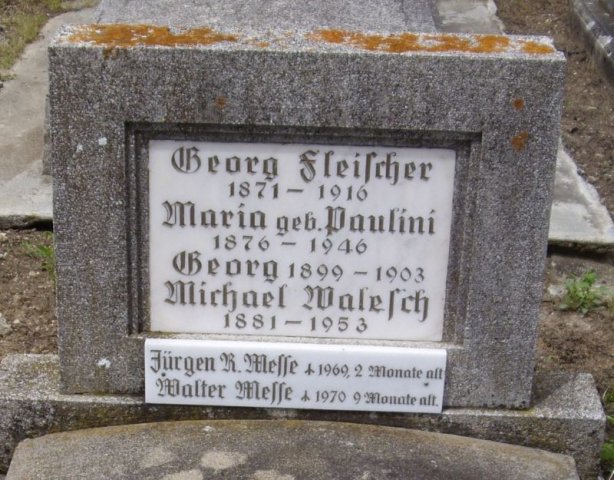 Georg Fleischer
1871 - 1916
Maria geb. Paulini
1876 - 1946
Georg 1899 - 1903
Michael Walesch
1881 - 1953
Jürgen R. Messe ⚰ 1969, 2 Monate alt
Walter Messe ⚰ 1970 9 Monate alt.